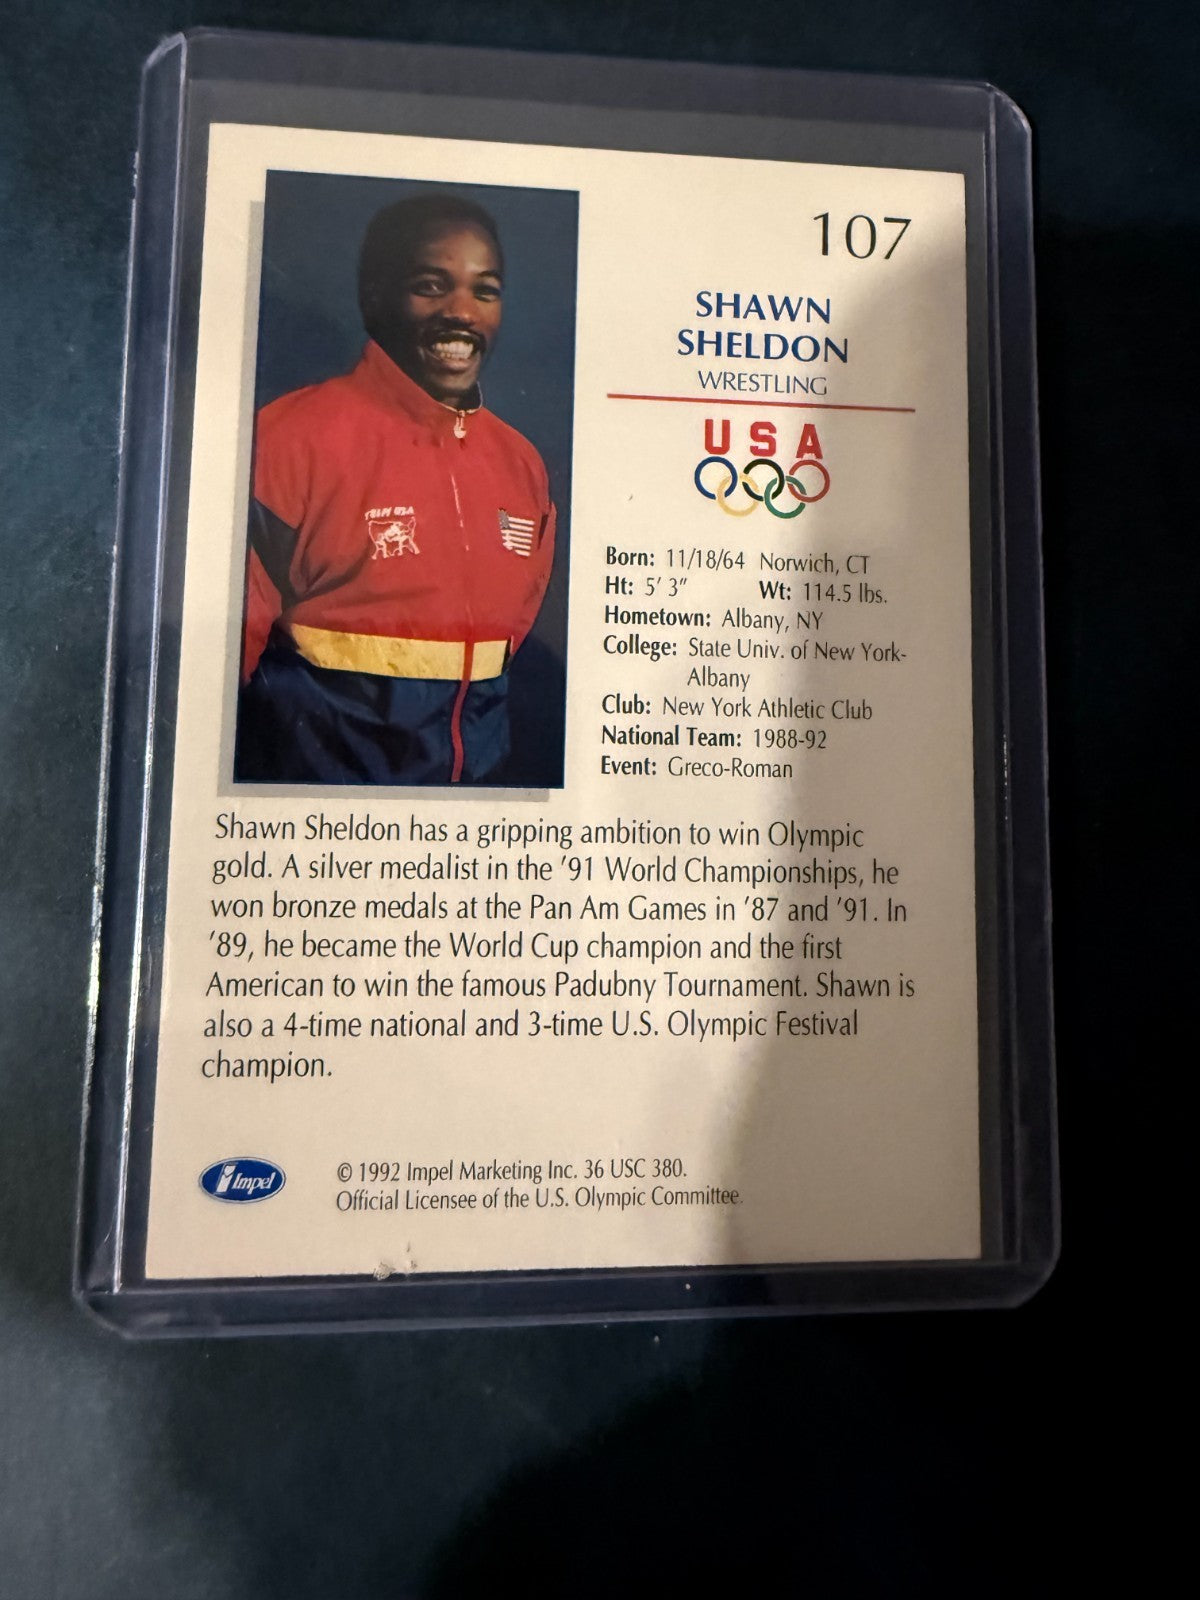 107
SHAWN
SHELDON
WRESTLING
USA
TEAM USA
Born: 11/18/64 Norwich, CT
Ht: 5' 3" Wt: 114.5 lbs.
Hometown: Albany, NY
College: State Univ. of New York-
Albany
Club: New York Athletic Club
National Team: 1988-92
Event: Greco-Roman
Shawn Sheldon has a gripping ambition to win Olympic
gold. A silver medalist in the '91 World Championships, he
won bronze medals at the Pan Am Games in '87 and '91. In
'89, he became the World Cup champion and the first
American to win the famous Padubny Tournament. Shawn is
also a 4-time national and 3-time U.S. Olympic Festival
champion.
Impel
© 1992 Impel Marketing Inc. 36 USC 380.
Official Licensee of the U.S. Olympic Committee.